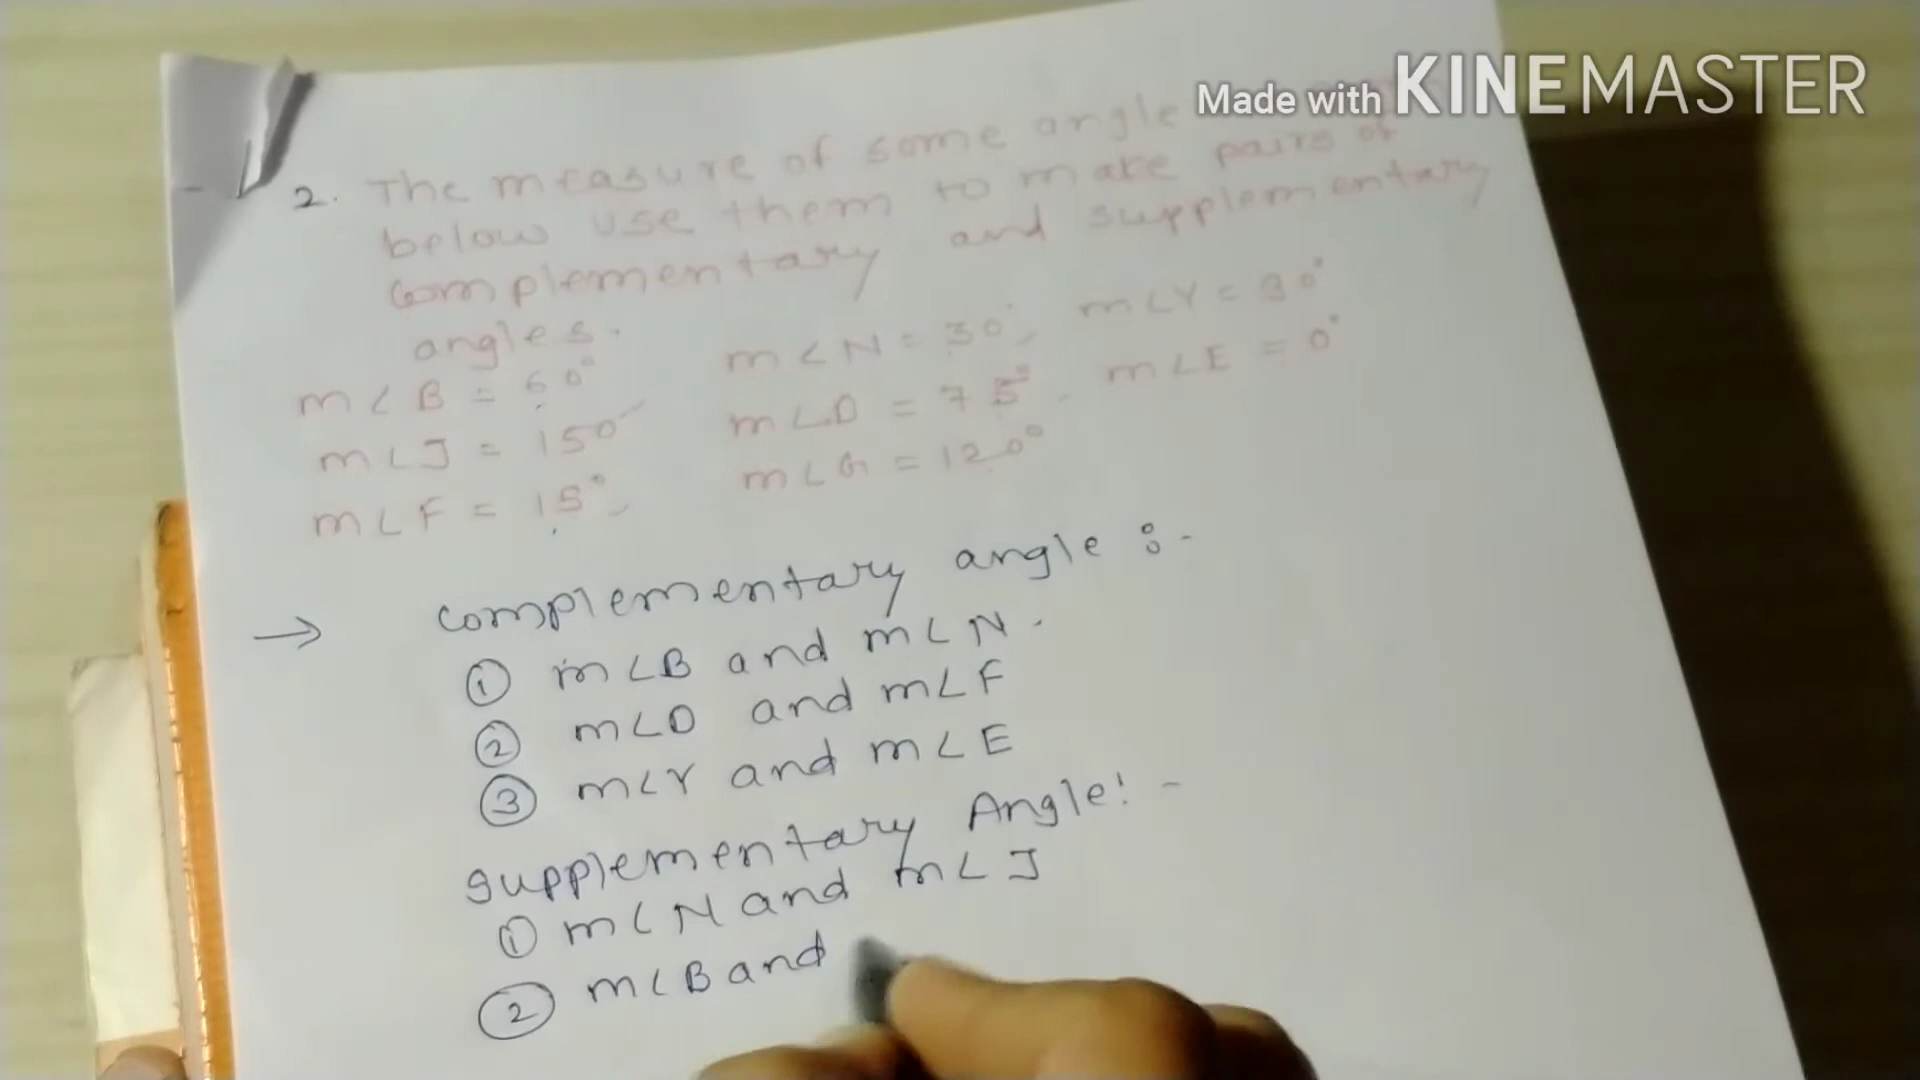 Made with KINEMASTER
2. The measure of some angle
below use them to make pairs of
complementary and supplementary
angles.
m∠B = 60° m∠N = 30°, m∠Y = 90°
m∠J = 150° m∠D = 75°, m∠E = 0°
m∠F = 15°, m∠G = 120°
→ complementary angle :-
① m∠B and m∠N.
② m∠D and m∠F
③ m∠Y and m∠E
supplementary Angle: -
① m∠N and m∠J
② m∠B and